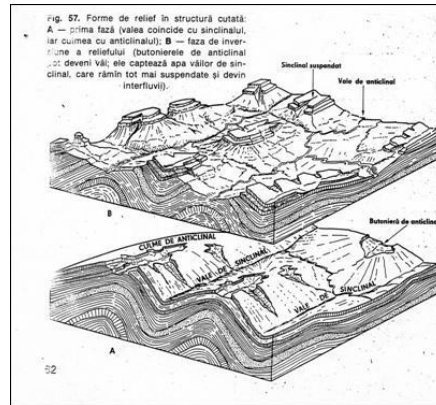 Fig. 57. Forme de relief în structură cutată:
A — prima fază (valea coincide cu sinclinalul,
iar culmea cu anticlinalul); B — faza de inver-
siune a reliefului (butonierele de anticlinal
pot deveni văi; ele captează apa văilor de sin-
clinal, care rămîn tot mai suspendate și devin
interfluvii).
Sinclinal suspendat
Vale de anticlinal
B
Butonieră de anticlinal
CULME DE ANTICLINAL
VALE DE SINCLINAL
VALE DE SINCLINAL
A
62